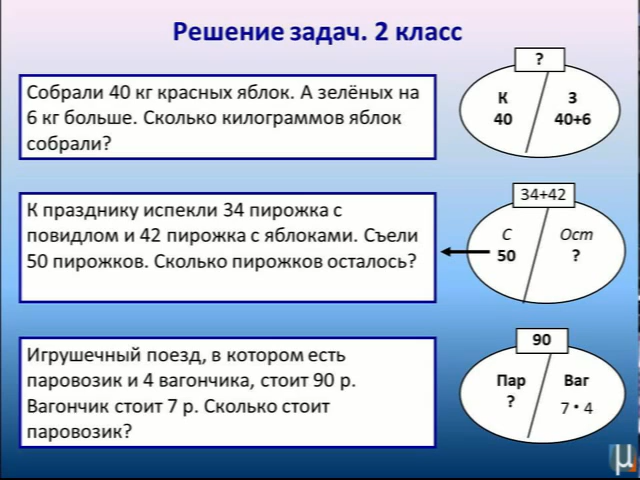 Решение задач. 2 класс
Собрали 40 кг красных яблок. А зелёных на
6 кг больше. Сколько килограммов яблок
собрали?
?
К З
40 40+6
К празднику испекли 34 пирожка с
повидлом и 42 пирожка с яблоками. Съели
50 пирожков. Сколько пирожков осталось?
34+42
С Ост
50 ?
Игрушечный поезд, в котором есть
паровозик и 4 вагончика, стоит 90 р.
Вагончик стоит 7 р. Сколько стоит
паровозик?
90
Пар Ваг
? 7 • 4
μ